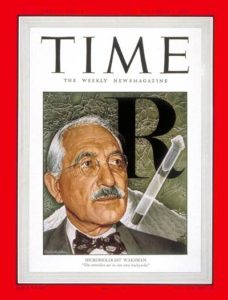 TIME
THE WEEKLY NEWSMAGAZINE
R
MICROBIOLOGIST WAKSMAN
"The remedies are in our own backyards"